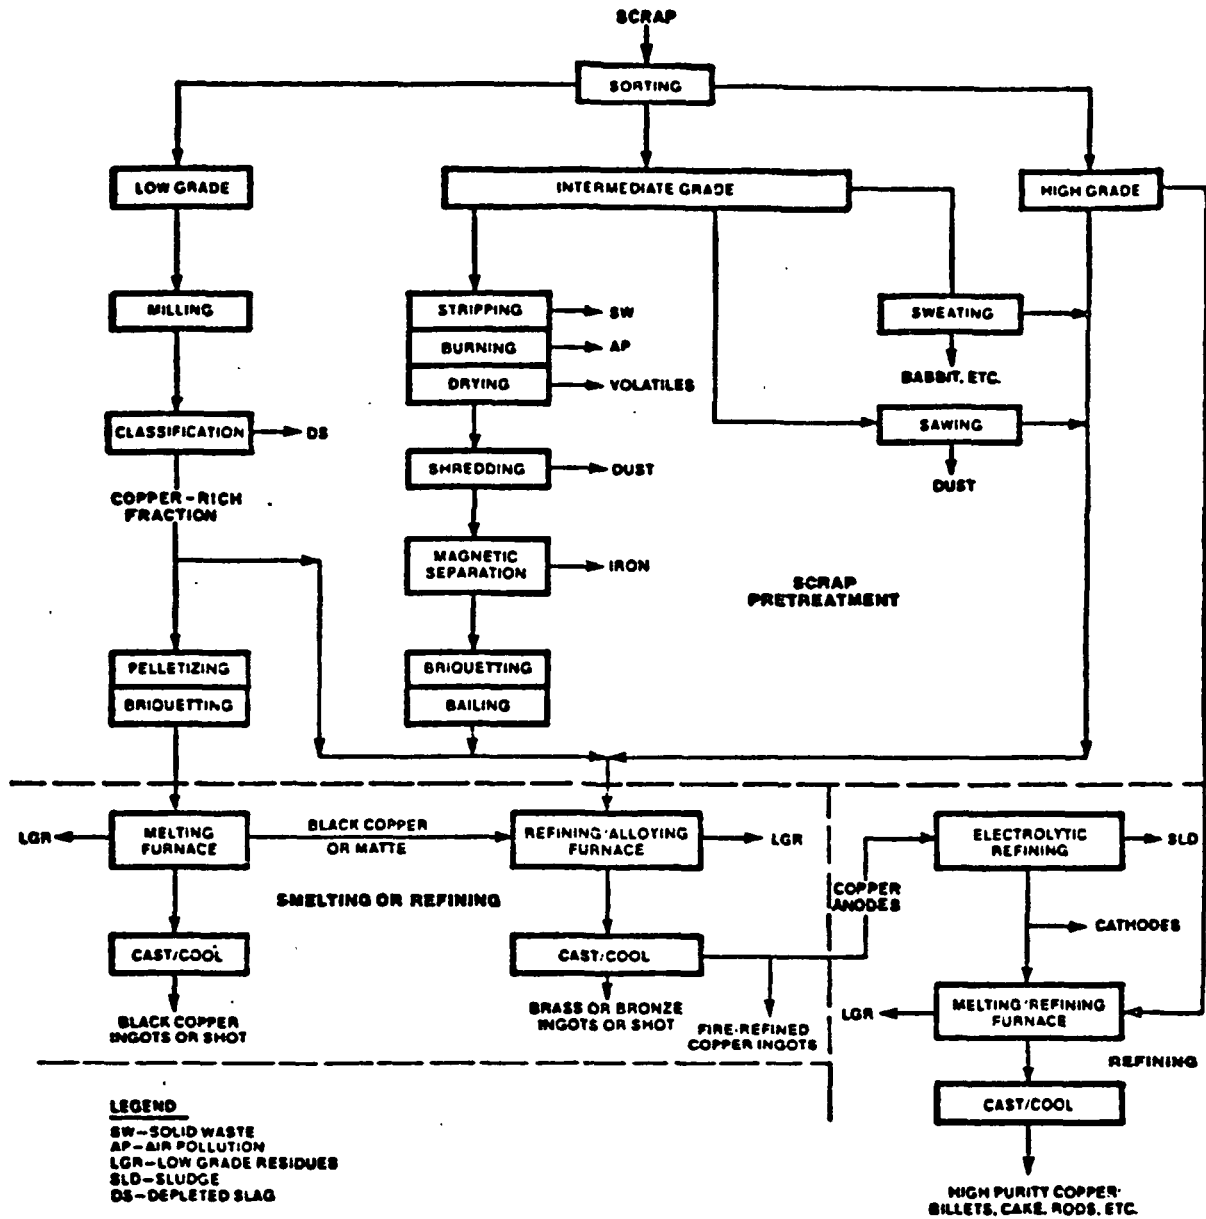 SCRAP
SORTING
LOW GRADE
INTERMEDIATE GRADE
HIGH GRADE
MILLING
STRIPPING
SW
SWEATING
BURNING
AP
BABBIT, ETC.
DRYING
VOLATILES
CLASSIFICATION
DS
SAWING
SHREDDING
DUST
DUST
COPPER-RICH
FRACTION
MAGNETIC
SEPARATION
IRON
SCRAP
PRETREATMENT
PELLETIZING
BRIQUETTING
BRIQUETTING
BAILING
LGR
MELTING
FURNACE
BLACK COPPER
OR MATTE
REFINING/ALLOYING
FURNACE
LGR
ELECTROLYTIC
REFINING
SLD
SMELTING OR REFINING
COPPER
ANODES
CATHODES
CAST/COOL
CAST/COOL
BLACK COPPER
INGOTS OR SHOT
BRASS OR BRONZE
INGOTS OR SHOT
FIRE-REFINED
COPPER INGOTS
LGR
MELTING/REFINING
FURNACE
REFINING
CAST/COOL
HIGH PURITY COPPER-
BILLETS, CAKE, RODS, ETC.
LEGEND
SW-SOLID WASTE
AP-AIR POLLUTION
LGR-LOW GRADE RESIDUES
SLD-SLUDGE
DS-DEPLETED SLAG